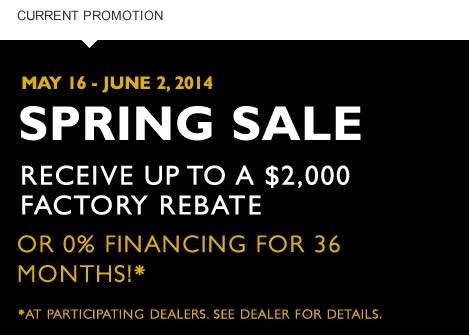 CURRENT PROMOTION
MAY 16 - JUNE 2, 2014
SPRING SALE
RECEIVE UP TO A $2,000
FACTORY REBATE
OR 0% FINANCING FOR 36
MONTHS!*
*AT PARTICIPATING DEALERS. SEE DEALER FOR DETAILS.